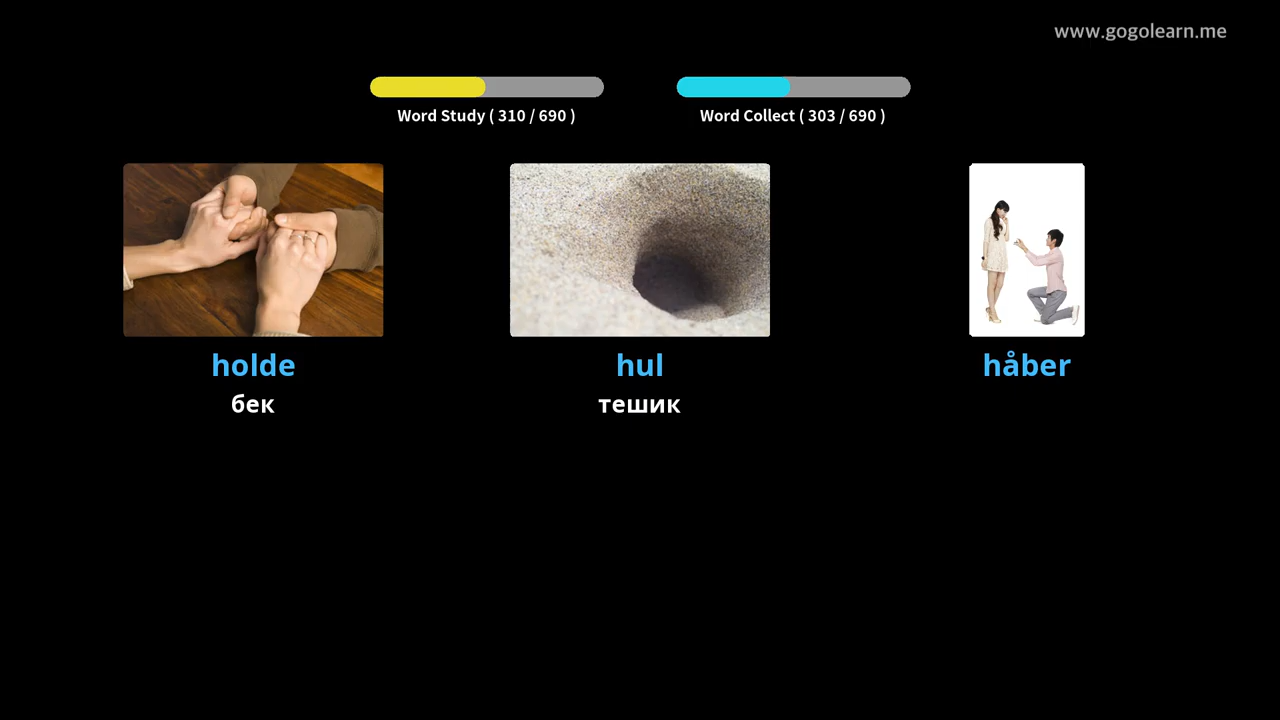 www.gogolearn.me
Word Study ( 310 / 690 )
Word Collect ( 303 / 690 )
holde
hul
håber
бек
тешик